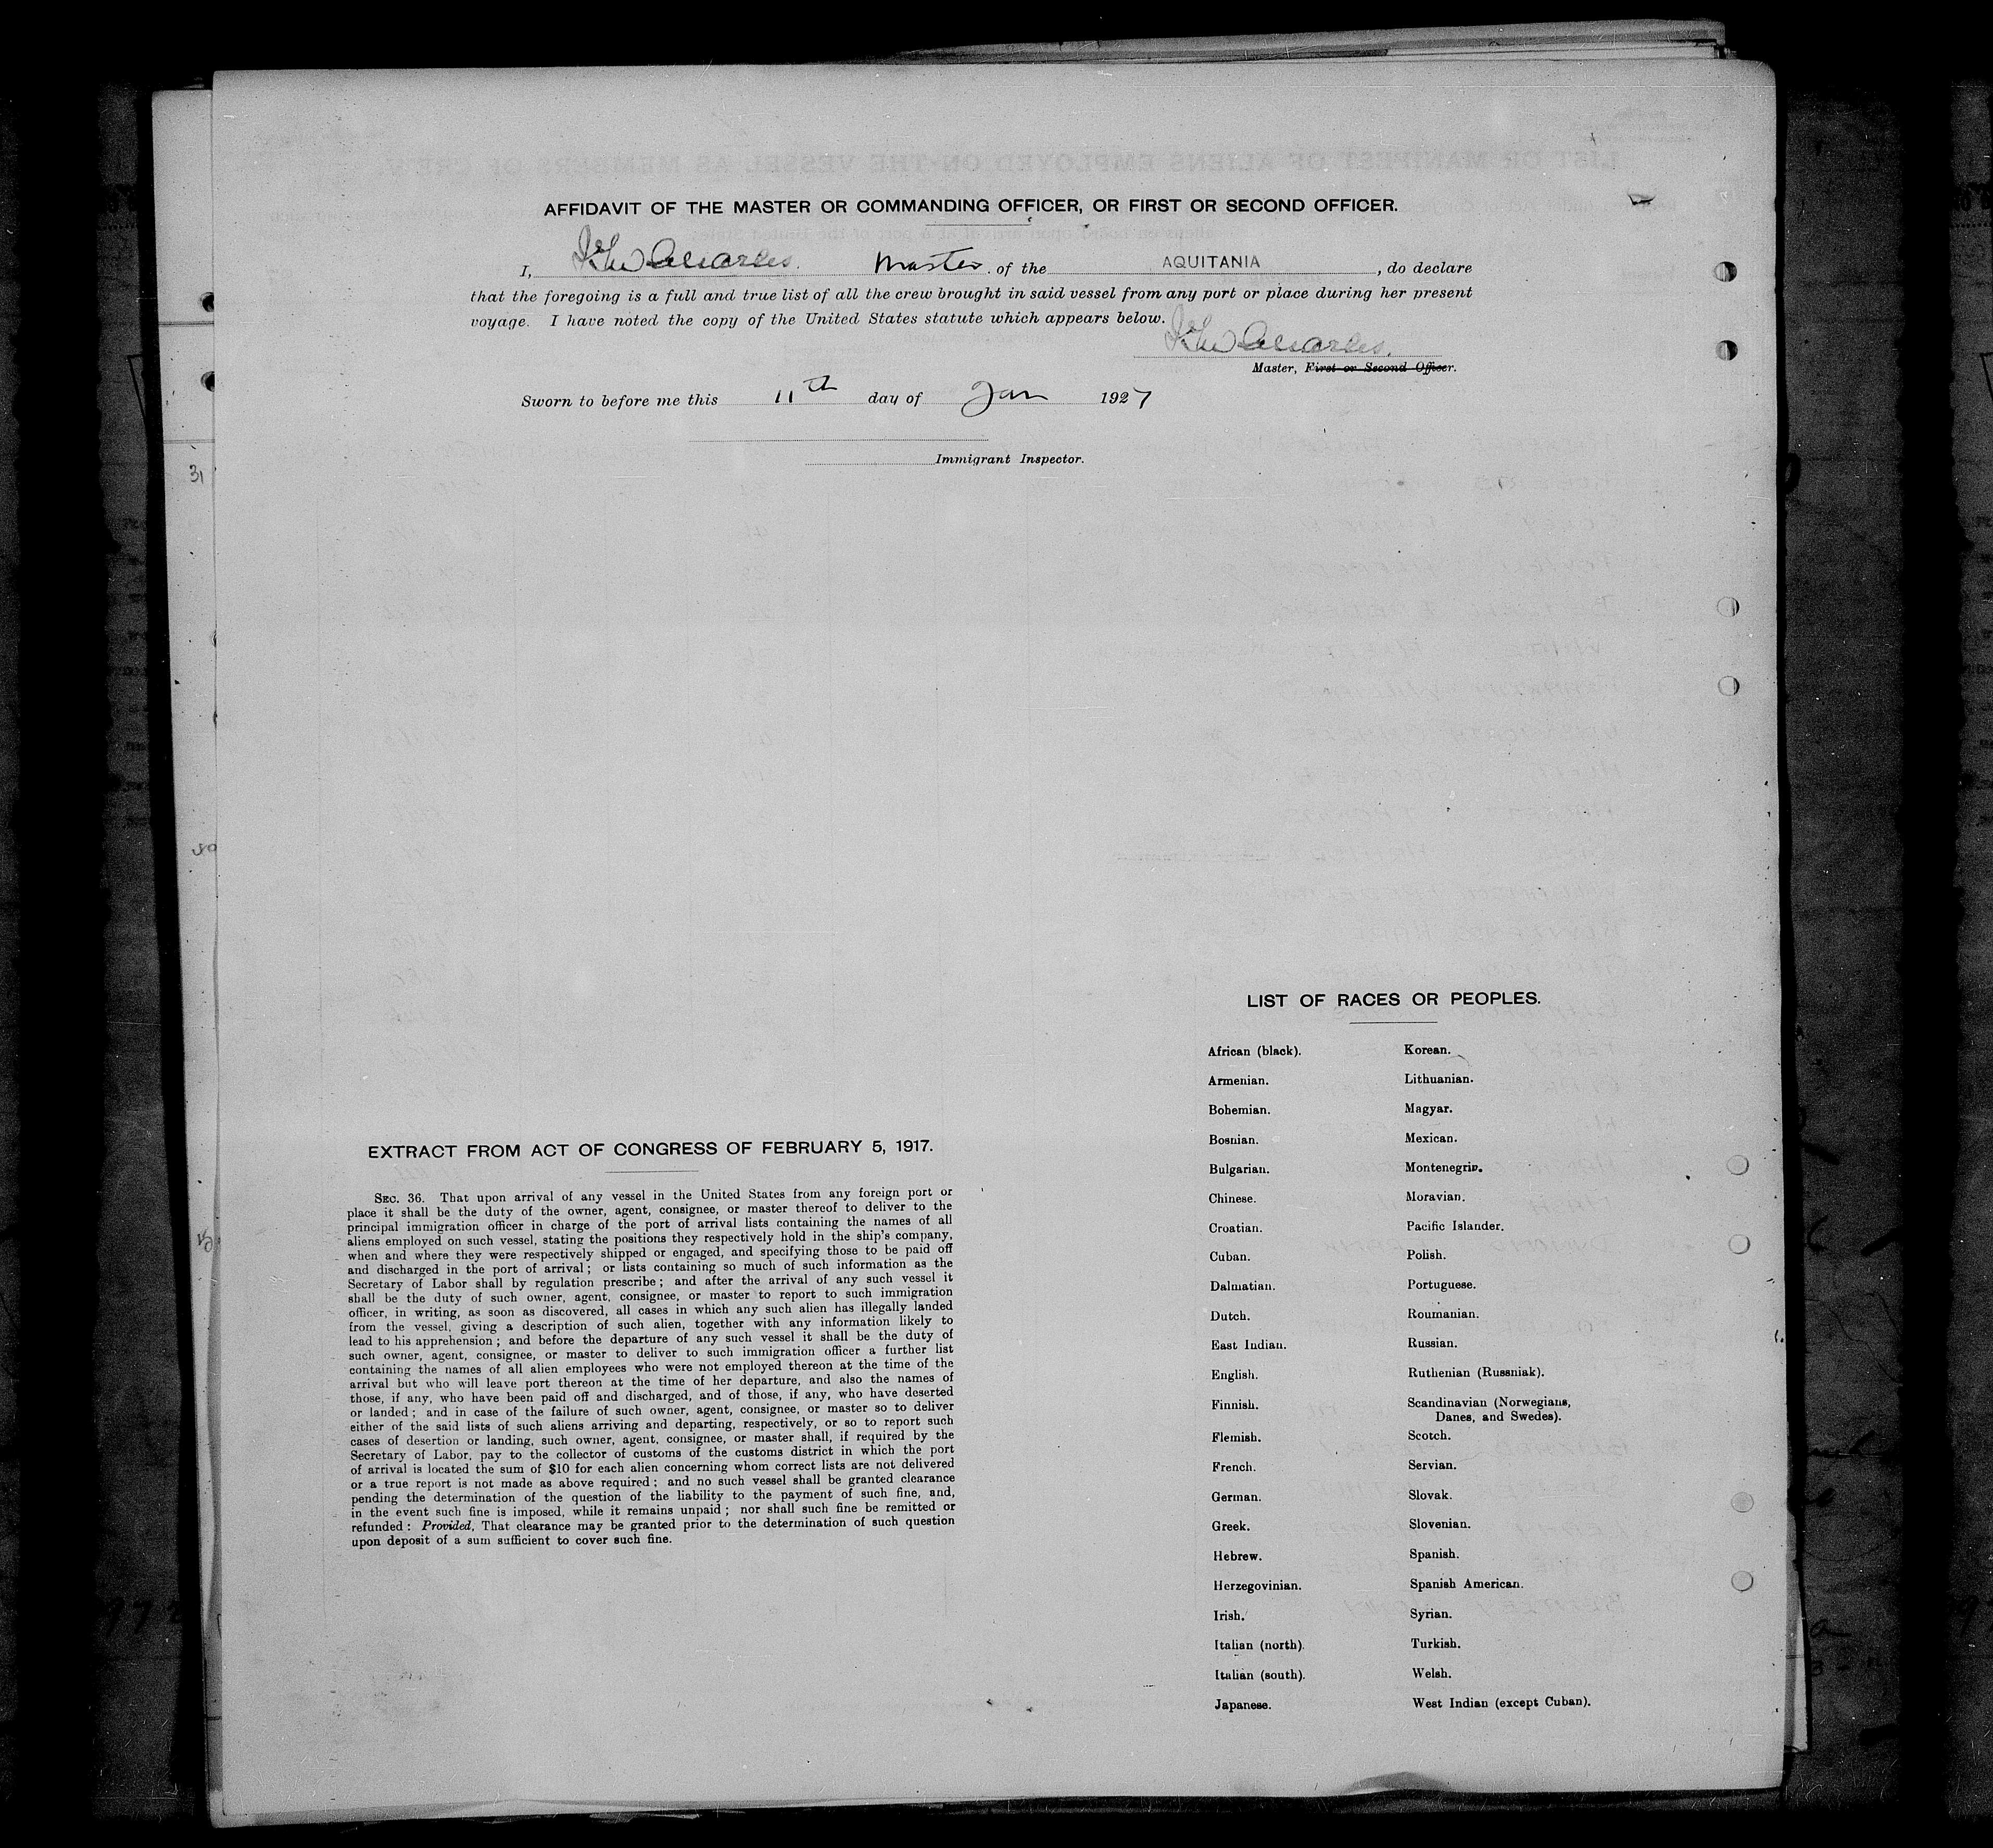 AFFIDAVIT OF THE MASTER OR COMMANDING OFFICER, OR FIRST OR SECOND OFFICER.
I, Charles. Master. of the AQUITANIA, do declare
that the foregoing is a full and true list of all the crew brought in said vessel from any port or place during her present
voyage. I have noted the copy of the United States statute which appears below.
Charles.
Master, First or Second Officer.
Sworn to before me this 11th day of Jan 1927
Immigrant Inspector.
31
LIST OF RACES OR PEOPLES.
African (black).
Armenian.
Bohemian.
Bosnian.
Bulgarian.
Chinese.
Croatian.
Cuban.
Dalmatian.
Dutch.
East Indian.
English.
Finnish.
Flemish.
French.
German.
Greek.
Hebrew.
Herzegovinian.
Irish.
Italian (north).
Italian (south).
Japanese.
Korean.
Lithuanian.
Magyar.
Mexican.
Montenegrin.
Moravian.
Pacific Islander.
Polish.
Portuguese.
Roumanian.
Russian.
Ruthenian (Russniak).
Scandinavian (Norwegians,
Danes, and Swedes).
Scotch.
Servian.
Slovak.
Slovenian.
Spanish.
Spanish American.
Syrian.
Turkish.
Welsh.
West Indian (except Cuban).
EXTRACT FROM ACT OF CONGRESS OF FEBRUARY 5, 1917.
SEC. 36. That upon arrival of any vessel in the United States from any foreign port or
place it shall be the duty of the owner, agent, consignee, or master thereof to deliver to the
principal immigration officer in charge of the port of arrival lists containing the names of all
aliens employed on such vessel, stating the positions they respectively hold in the ship's company,
when and where they were respectively shipped or engaged, and specifying those to be paid off
and discharged in the port of arrival; or lists containing so much of such information as the
Secretary of Labor shall by regulation prescribe; and after the arrival of any such vessel it
shall be the duty of such owner, agent, consignee, or master to report to such immigration
officer, in writing, as soon as discovered, all cases in which any such alien has illegally landed
from the vessel, giving a description of such alien, together with any information likely to
lead to his apprehension; and before the departure of any such vessel it shall be the duty of
such owner, agent, consignee, or master to deliver to such immigration officer a further list
containing the names of all alien employees who were not employed thereon at the time of the
arrival but who will leave port thereon at the time of her departure, and also the names of
those, if any, who have been paid off and discharged, and of those, if any, who have deserted
or landed; and in case of the failure of such owner, agent, consignee, or master so to deliver
either of the said lists of such aliens arriving and departing, respectively, or so to report such
cases of desertion or landing, such owner, agent, consignee, or master shall, if required by the
Secretary of Labor, pay to the collector of customs of the customs district in which the port
of arrival is located the sum of $10 for each alien concerning whom correct lists are not delivered
or a true report is not made as above required; and no such vessel shall be granted clearance
pending the determination of the question of the liability to the payment of such fine, and,
in the event such fine is imposed, while it remains unpaid; nor shall such fine be remitted or
refunded: Provided, That clearance may be granted prior to the determination of such question
upon deposit of a sum sufficient to cover such fine.